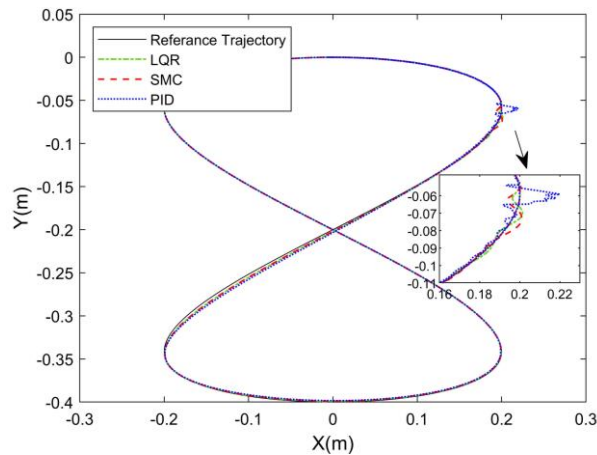 0.05
0
-0.05
-0.1
-0.15
-0.2
-0.25
-0.3
-0.35
-0.4
Y(m)
Referance Trajectory
LQR
SMC
PID
-0.06
-0.07
-0.08
-0.09
-0.1
-0.11
0.16 0.18 0.2 0.22
-0.3 -0.2 -0.1 0 0.1 0.2 0.3
X(m)